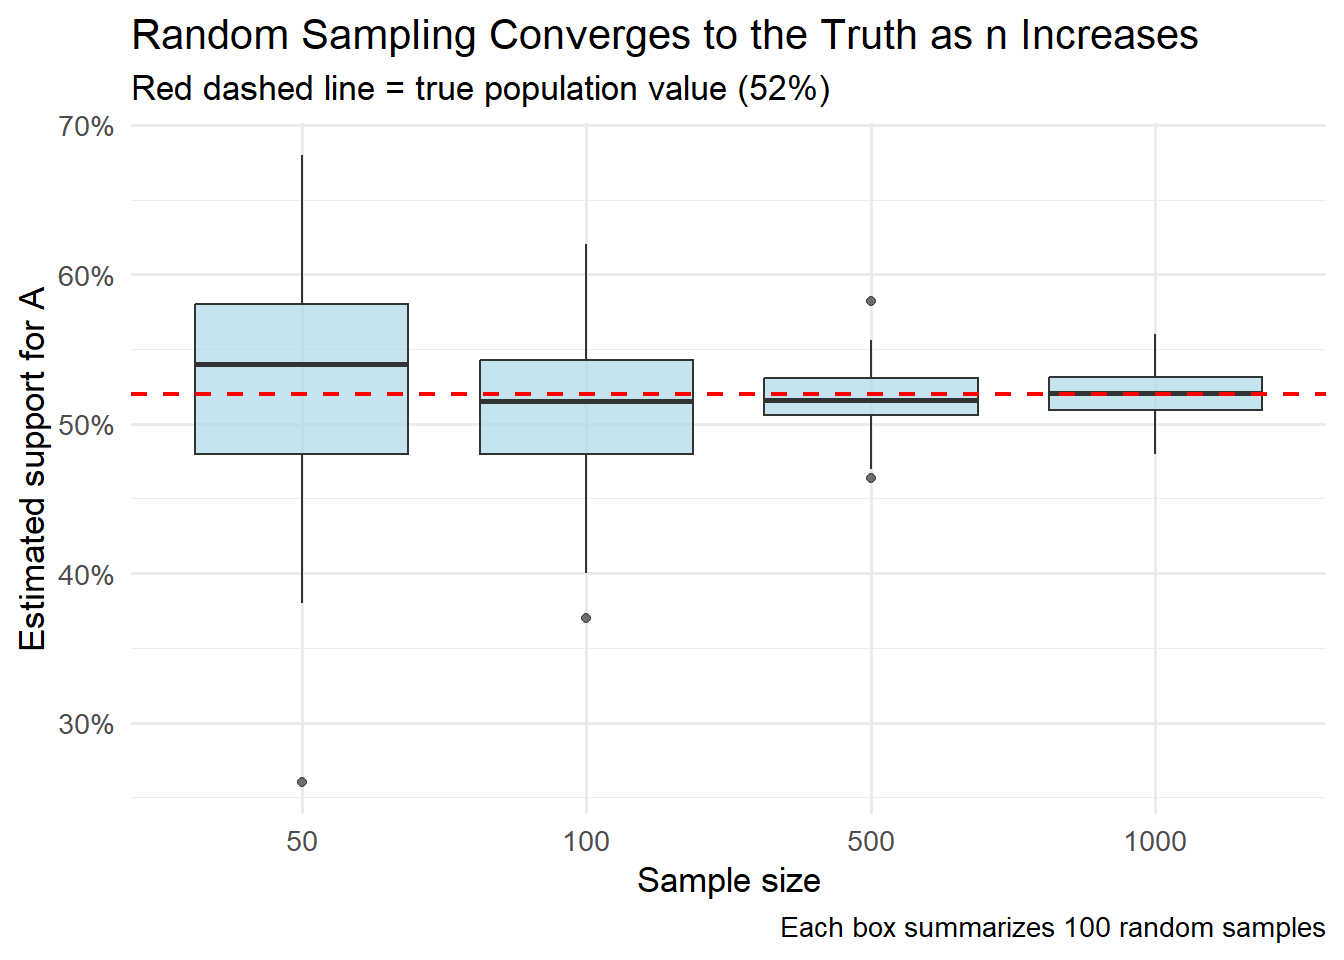 Random Sampling Converges to the Truth as n Increases
Red dashed line = true population value (52%)
Estimated support for A
70%
60%
50%
40%
30%
50 100 500 1000
Sample size
Each box summarizes 100 random samples